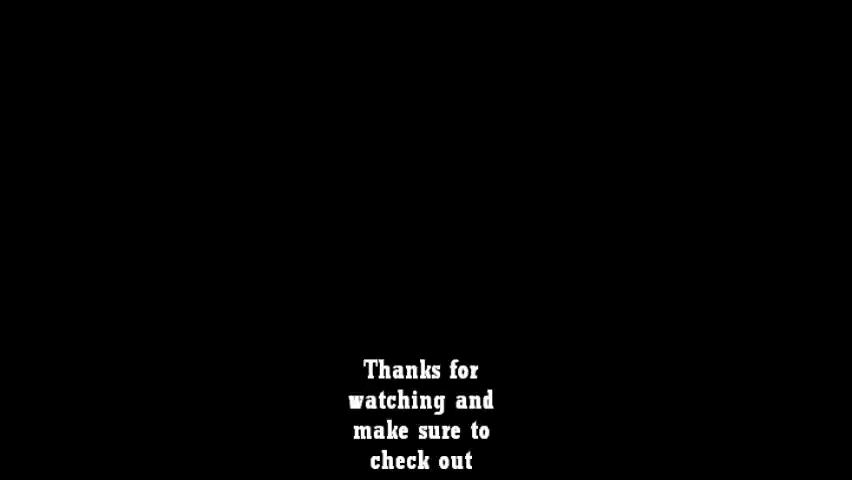 Thanks for
watching and
make sure to
check out